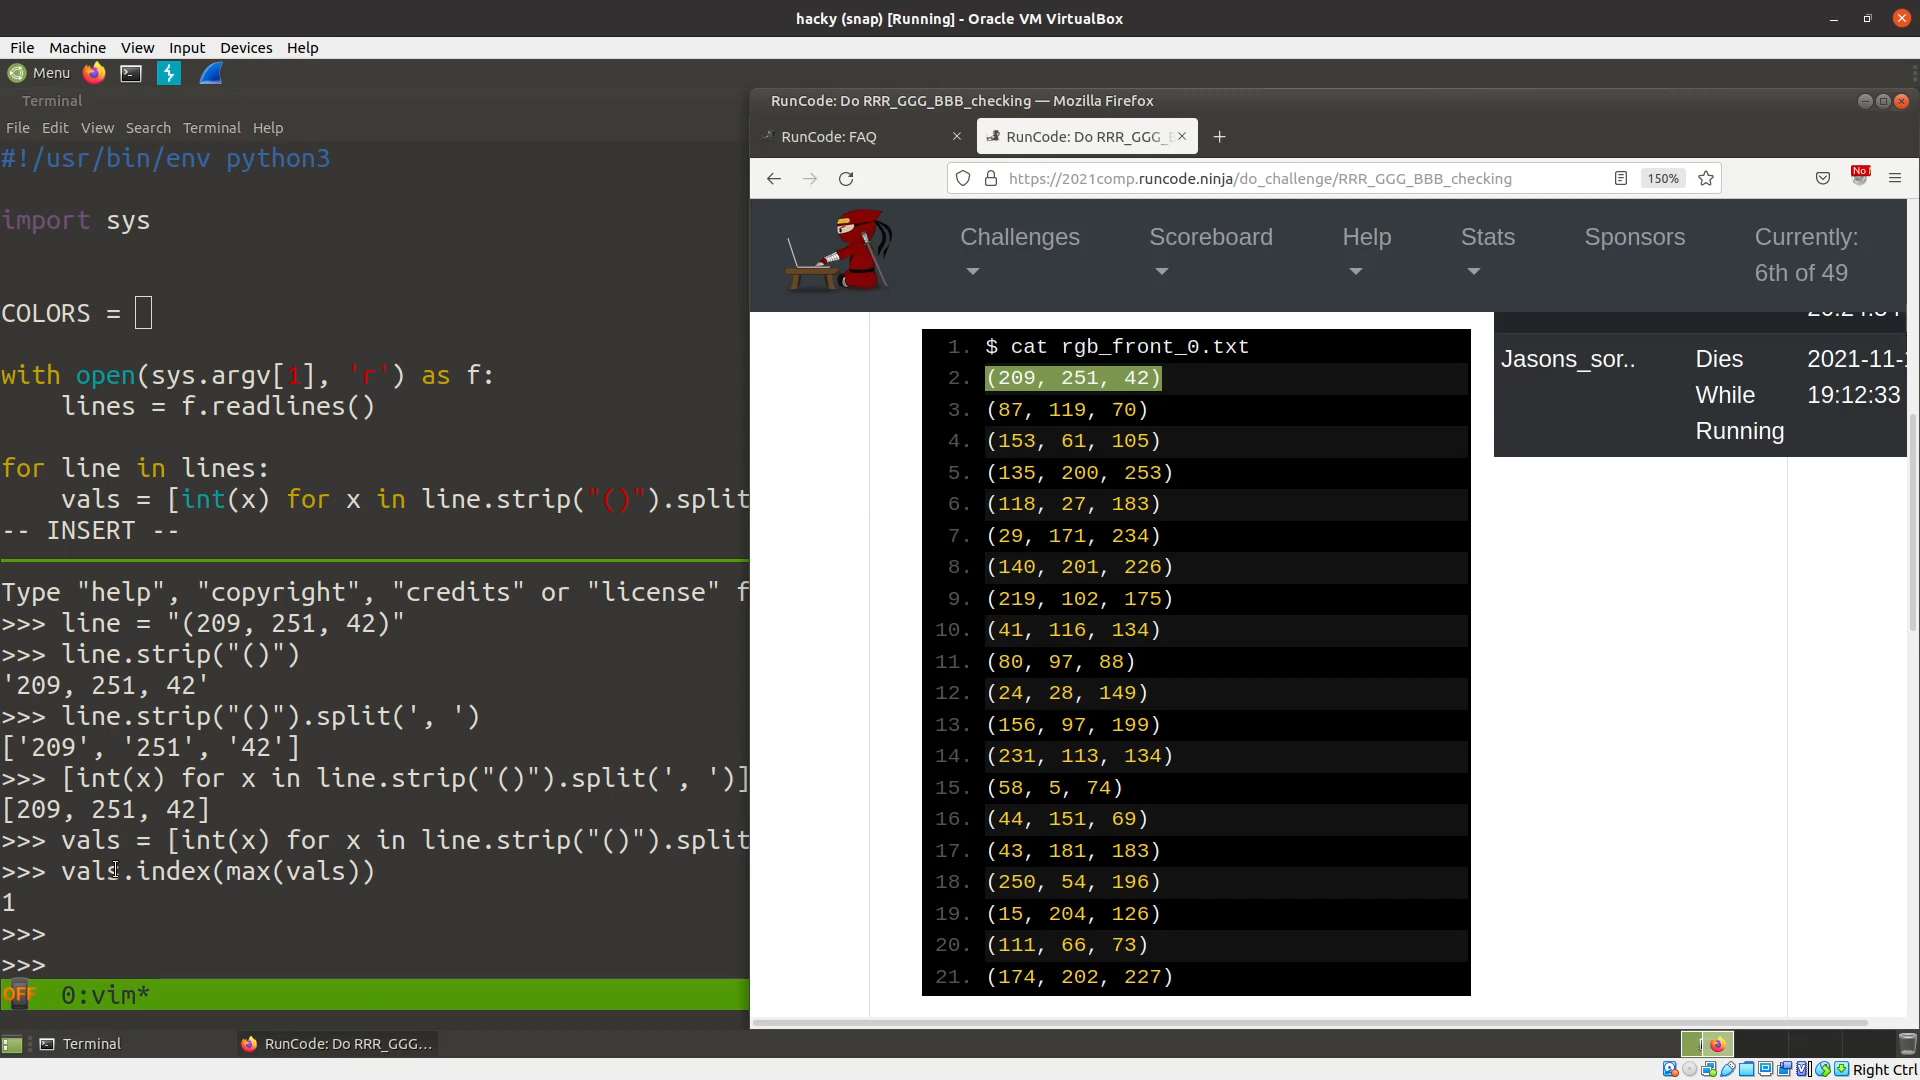 hacky (snap) [Running] - Oracle VM VirtualBox
File Machine View Input Devices Help
Menu
Terminal
File Edit View Search Terminal Help
#!/usr/bin/env python3
import sys
COLORS =
with open(sys.argv[1], 'r') as f:
lines = f.readlines()
for line in lines:
vals = [int(x) for x in line.strip("()").split
-- INSERT --
Type "help", "copyright", "credits" or "license" f
>>> line = "(209, 251, 42)"
>>> line.strip("()")
'209, 251, 42'
>>> line.strip("()").split(', ')
['209', '251', '42']
>>> [int(x) for x in line.strip("()").split(', ')]
[209, 251, 42]
>>> vals = [int(x) for x in line.strip("()").split
>>> vals.index(max(vals))
1
>>>
>>>
OFF 0:vim*
RunCode: Do RRR_GGG_BBB_checking — Mozilla Firefox
RunCode: FAQ
RunCode: Do RRR_GGG_
https://2021comp.runcode.ninja/do_challenge/RRR_GGG_BBB_checking
150%
No
Challenges Scoreboard Help Stats Sponsors Currently:
6th of 49
Jasons_sor.. Dies 2021-11-
While 19:12:33
Running
1. $ cat rgb_front_0.txt
2. (209, 251, 42)
3. (87, 119, 70)
4. (153, 61, 105)
5. (135, 200, 253)
6. (118, 27, 183)
7. (29, 171, 234)
8. (140, 201, 226)
9. (219, 102, 175)
10. (41, 116, 134)
11. (80, 97, 88)
12. (24, 28, 149)
13. (156, 97, 199)
14. (231, 113, 134)
15. (58, 5, 74)
16. (44, 151, 69)
17. (43, 181, 183)
18. (250, 54, 196)
19. (15, 204, 126)
20. (111, 66, 73)
21. (174, 202, 227)
Terminal
RunCode: Do RRR_GGG...
Right Ctrl